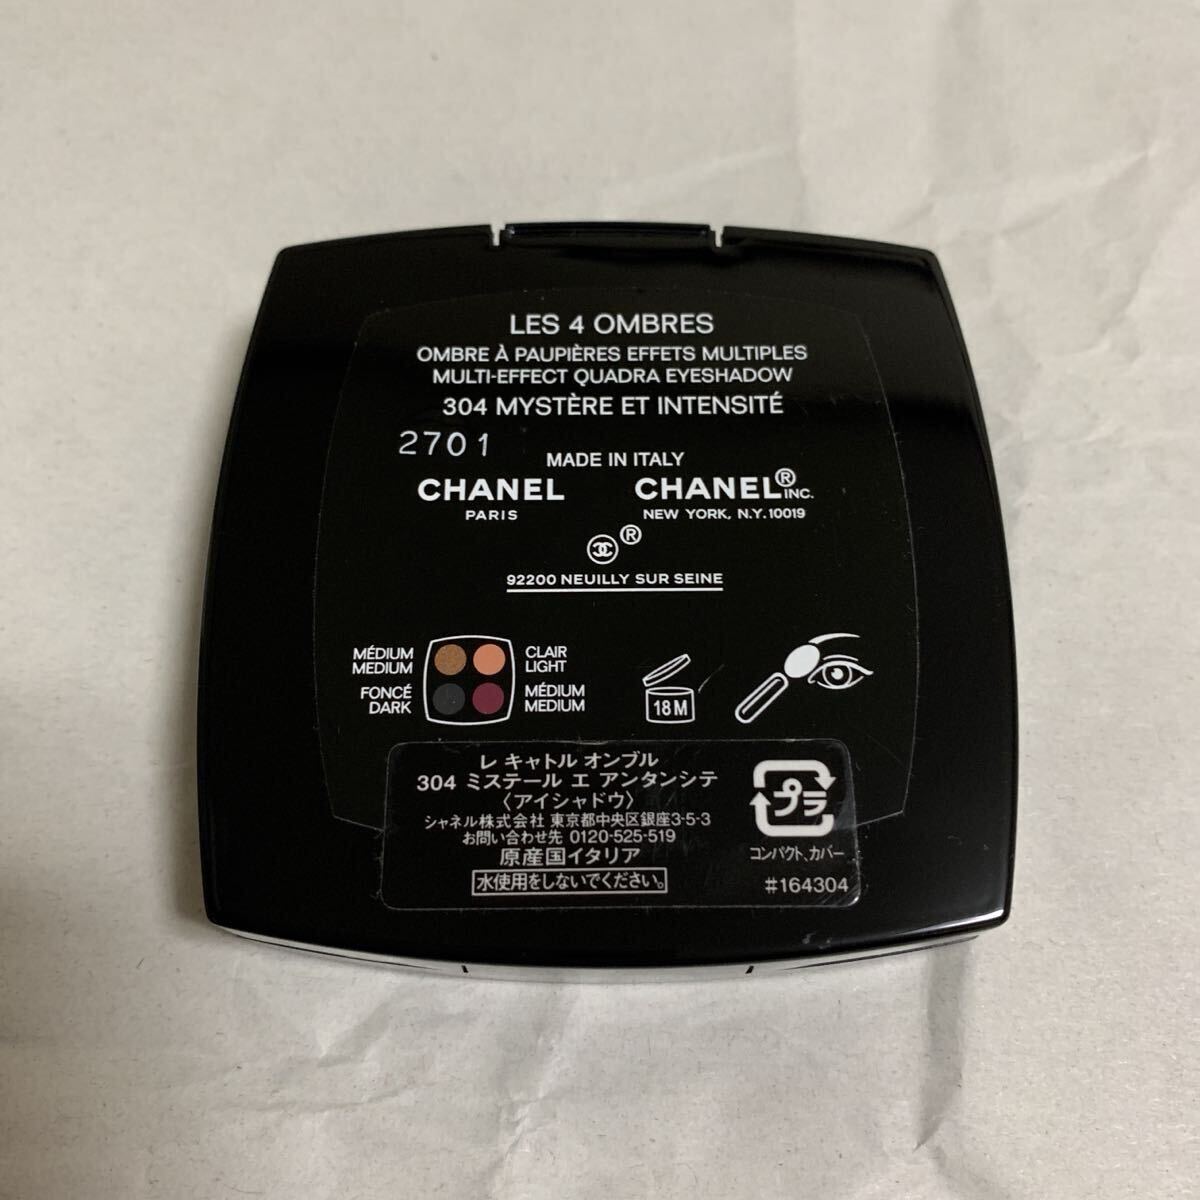 LES 4 OMBRES
OMBRE À PAUPIÈRES EFFETS MULTIPLES
MULTI-EFFECT QUADRA EYESHADOW
304 MYSTÈRE ET INTENSITÉ
2701
MADE IN ITALY
CHANEL
PARIS
CHANEL® INC.
NEW YORK, N.Y. 10019
®
92200 NEUILLY SUR SEINE
MÉDIUM
MEDIUM
CLAIR
LIGHT
FONCÉ
DARK
MÉDIUM
MEDIUM
18 M
レ キャトル オンブル
304 ミステール エ アンタンシテ
〈アイシャドウ〉
シャネル株式会社 東京都中央区銀座3-5-3
お問い合わせ先 0120-525-519
原産国イタリア
水使用をしないでください。
プラ
コンパクト、カバー
#164304